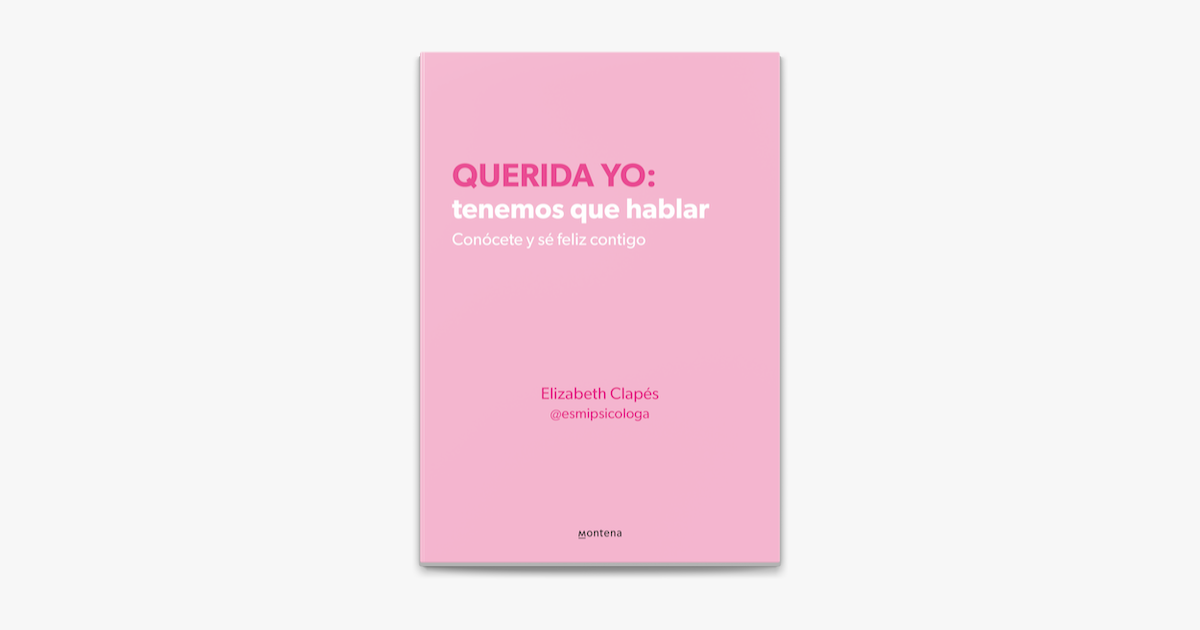 QUERIDA YO:
tenemos que hablar
Conócete y sé feliz contigo
Elizabeth Clapés
@esmipsicologa
Montena